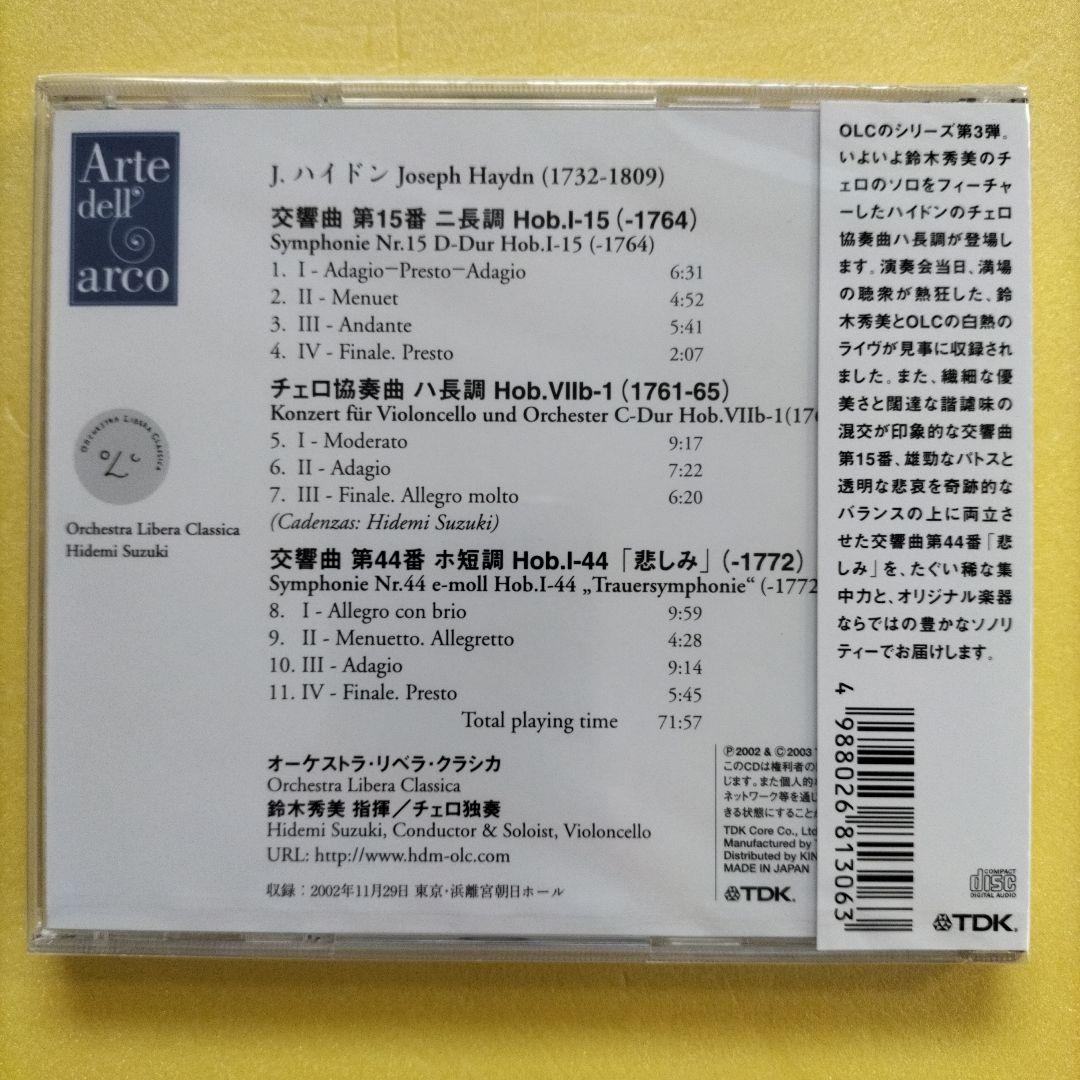 Arte
dell'
arco
ORCHESTRA LIBERA CLASSICA
Orchestra Libera Classica
Hidemi Suzuki
J. ハイドン Joseph Haydn (1732-1809)
交響曲 第15番 ニ長調 Hob.I-15 (-1764)
Symphonie Nr.15 D-Dur Hob.I-15 (-1764)
1. I - Adagio–Presto–Adagio 6:31
2. II - Menuet 4:52
3. III - Andante 5:41
4. IV - Finale. Presto 2:07
チェロ協奏曲 ハ長調 Hob.VIIb-1 (1761-65)
Konzert für Violoncello und Orchester C-Dur Hob.VIIb-1(176
5. I - Moderato 9:17
6. II - Adagio 7:22
7. III - Finale. Allegro molto 6:20
(Cadenzas: Hidemi Suzuki)
交響曲 第44番 ホ短調 Hob.I-44「悲しみ」(-1772)
Symphonie Nr.44 e-moll Hob.I-44 „Trauersymphonie“ (-1772
8. I - Allegro con brio 9:59
9. II - Menuetto. Allegretto 4:28
10. III - Adagio 9:14
11. IV - Finale. Presto 5:45
Total playing time 71:57
オーケストラ・リベラ・クラシカ
Orchestra Libera Classica
鈴木秀美 指揮／チェロ独奏
Hidemi Suzuki, Conductor & Soloist, Violoncello
URL: http://www.hdm-olc.com
収録：2002年11月29日 東京・浜離宮朝日ホール
Ⓟ2002 & Ⓒ2003
このCDは権利者の
じます。また個人的
ネットワーク等を通じ
きる状態にすることが
TDK Core Co., Ltd
Manufactured by
Distributed by KIN
MADE IN JAPAN
TDK.
OLCのシリーズ第3弾。
いよいよ鈴木秀美のチ
ェロのソロをフィーチャ
ーしたハイドンのチェロ
協奏曲ハ長調が登場し
ます。演奏会当日、満場
の聴衆が熱狂した、鈴
木秀美とOLCの白熱の
ライヴが見事に収録され
ました。また、繊細な優
美さと闊達な諧謔味の
混交が印象的な交響曲
第15番、雄勁なパトスと
透明な悲哀を奇跡的な
バランスの上に両立さ
せた交響曲第44番「悲
しみ」を、たぐい稀な集
中力と、オリジナル楽器
ならではの豊かなソノリ
ティーでお届けします。
4 988026 813063
COMPACT
disc
DIGITAL AUDIO
TDK.